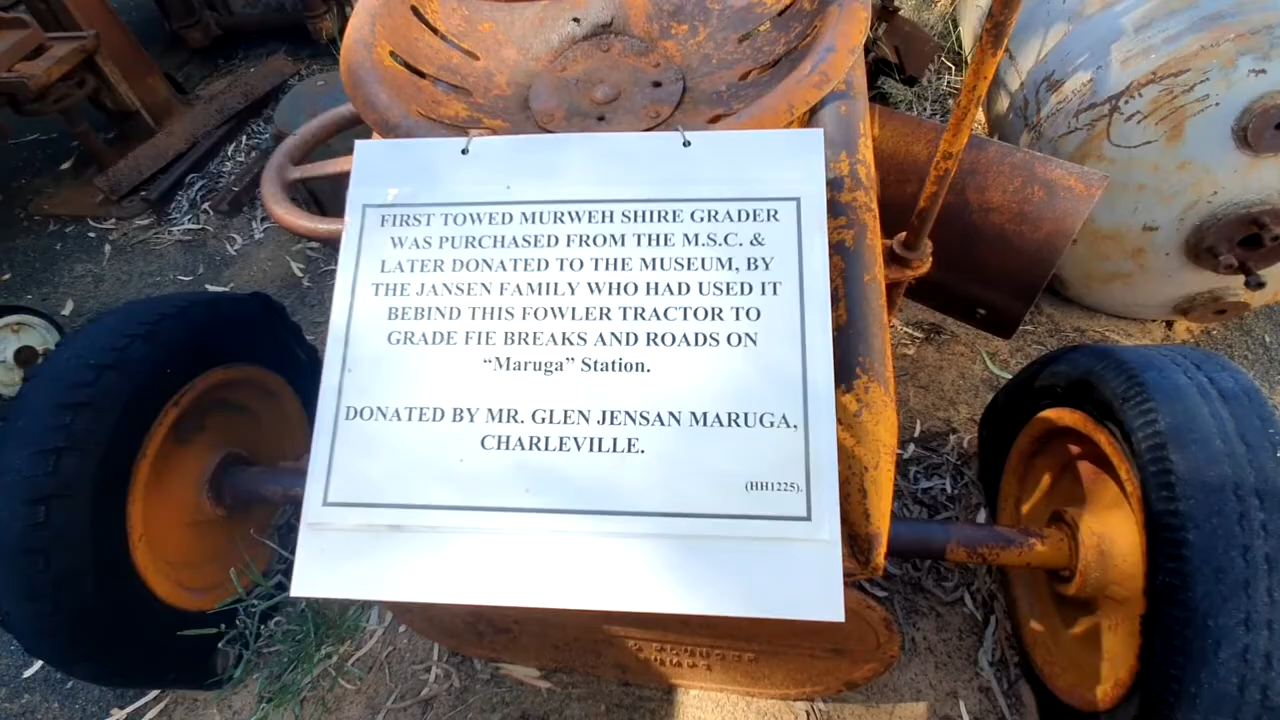 FIRST TOWED MURWEH SHIRE GRADER
WAS PURCHASED FROM THE M.S.C. &
LATER DONATED TO THE MUSEUM, BY
THE JANSEN FAMILY WHO HAD USED IT
BEBIND THIS FOWLER TRACTOR TO
GRADE FIE BREAKS AND ROADS ON
“Maruga” Station.
DONATED BY MR. GLEN JENSAN MARUGA,
CHARLEVILLE.
(HH1225).